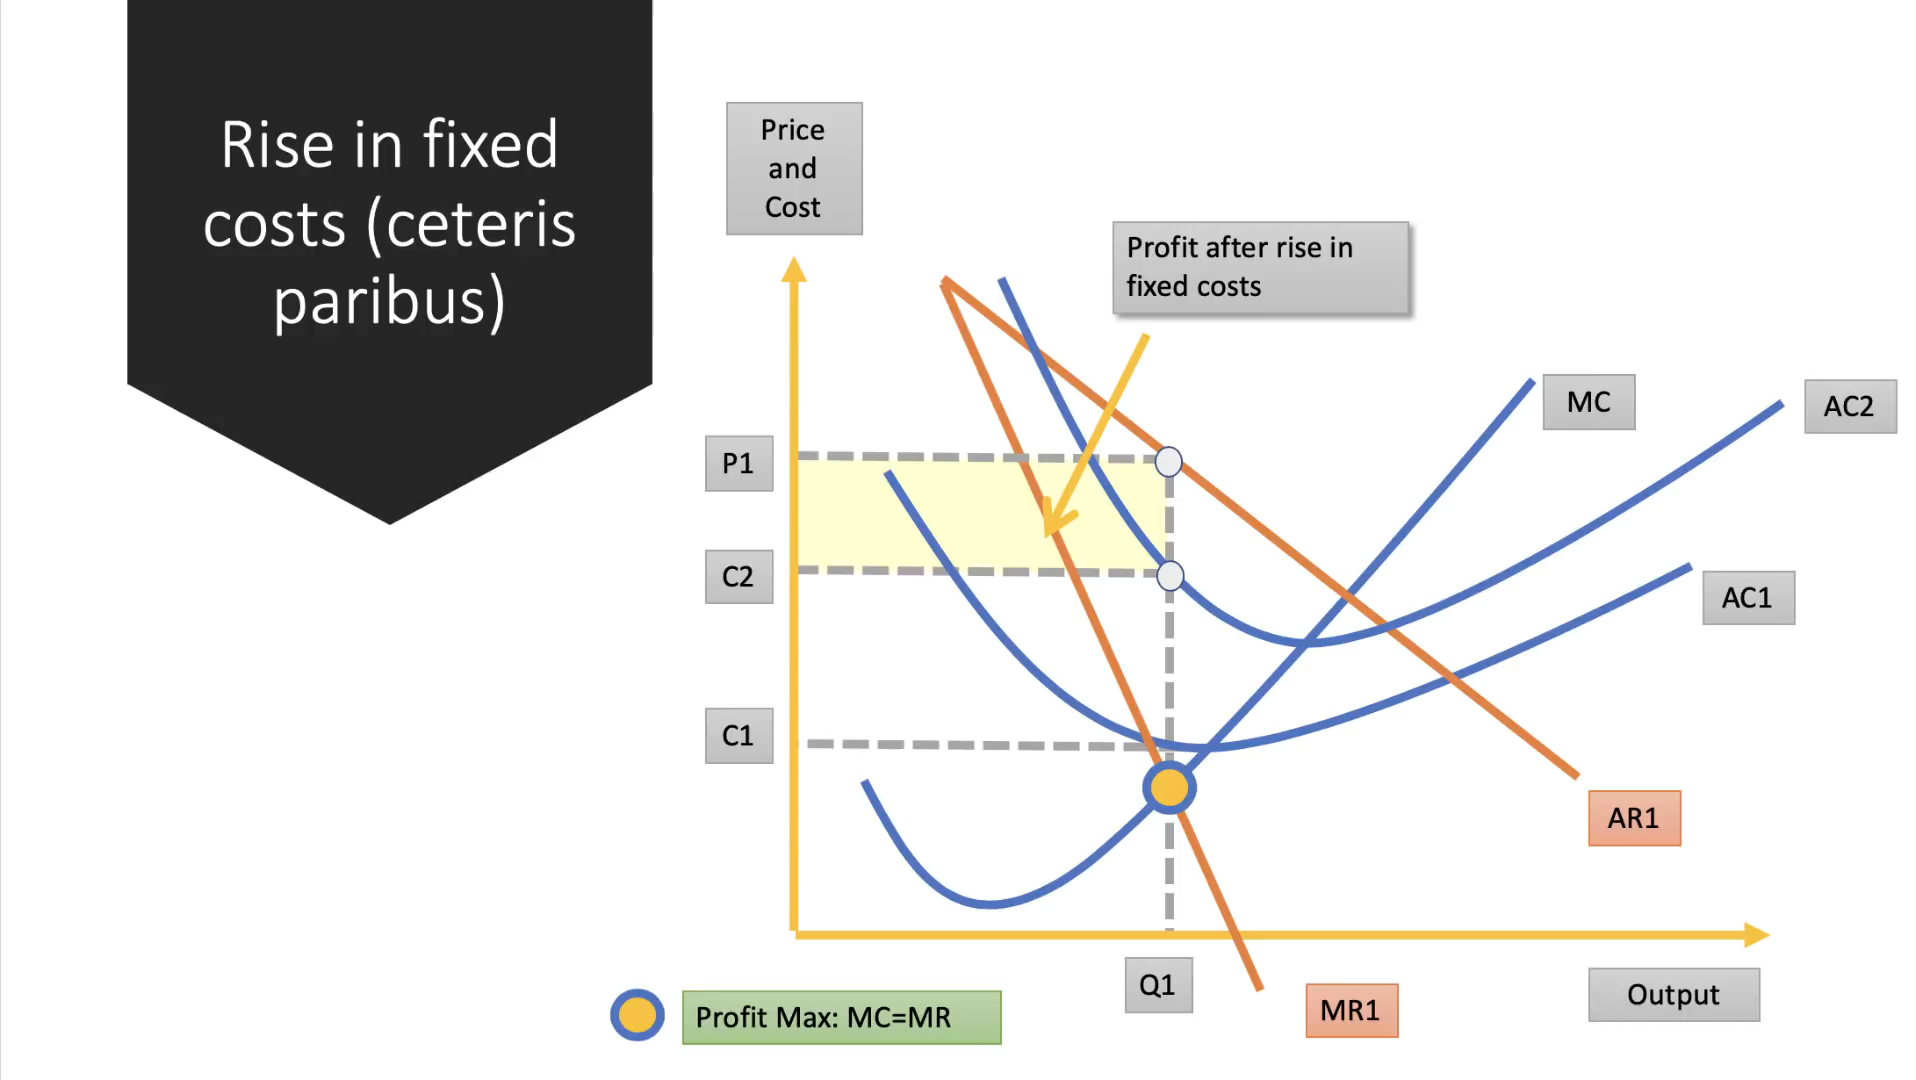 Rise in fixed
costs (ceteris
paribus)
Price
and
Cost
Profit after rise in
fixed costs
MC
AC2
P1
C2
AC1
C1
AR1
Q1
Output
MR1
Profit Max: MC=MR